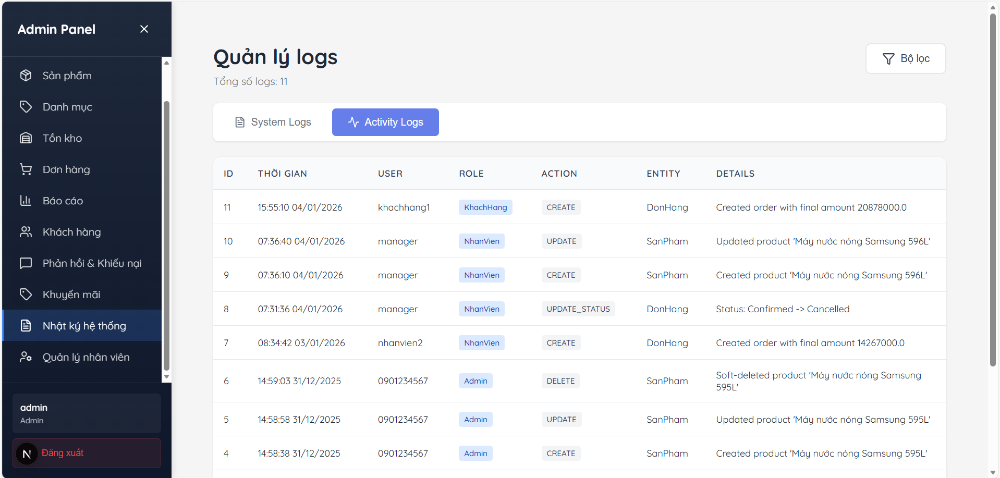 Admin Panel
Sản phẩm
Danh mục
Tồn kho
Đơn hàng
Báo cáo
Khách hàng
Phản hồi & Khiếu nại
Khuyến mãi
Nhật ký hệ thống
Quản lý nhân viên
admin
Admin
N Đăng xuất
Quản lý logs
Tổng số logs: 11
Bộ lọc
System Logs Activity Logs
ID THỜI GIAN USER ROLE ACTION ENTITY DETAILS
11 15:55:10 04/01/2026 khachhang1 KhachHang CREATE DonHang Created order with final amount 20878000.0
10 07:36:40 04/01/2026 manager NhanVien UPDATE SanPham Updated product 'Máy nước nóng Samsung 596L'
9 07:36:10 04/01/2026 manager NhanVien CREATE SanPham Created product 'Máy nước nóng Samsung 596L'
8 07:31:36 04/01/2026 manager NhanVien UPDATE_STATUS DonHang Status: Confirmed -> Cancelled
7 08:34:42 03/01/2026 nhanvien2 NhanVien CREATE DonHang Created order with final amount 14267000.0
6 14:59:03 31/12/2025 0901234567 Admin DELETE SanPham Soft-deleted product 'Máy nước nóng Samsung
595L'
5 14:58:58 31/12/2025 0901234567 Admin UPDATE SanPham Updated product 'Máy nước nóng Samsung 595L'
4 14:58:38 31/12/2025 0901234567 Admin CREATE SanPham Created product 'Máy nước nóng Samsung 595L'